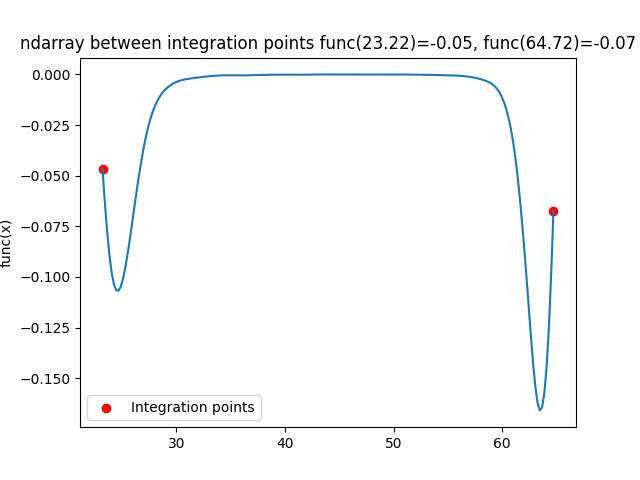 ndarray between integration points func(23.22)=-0.05, func(64.72)=-0.07
0.000
−0.025
−0.050
−0.075
−0.100
−0.125
−0.150
func(x)
Integration points
30 40 50 60